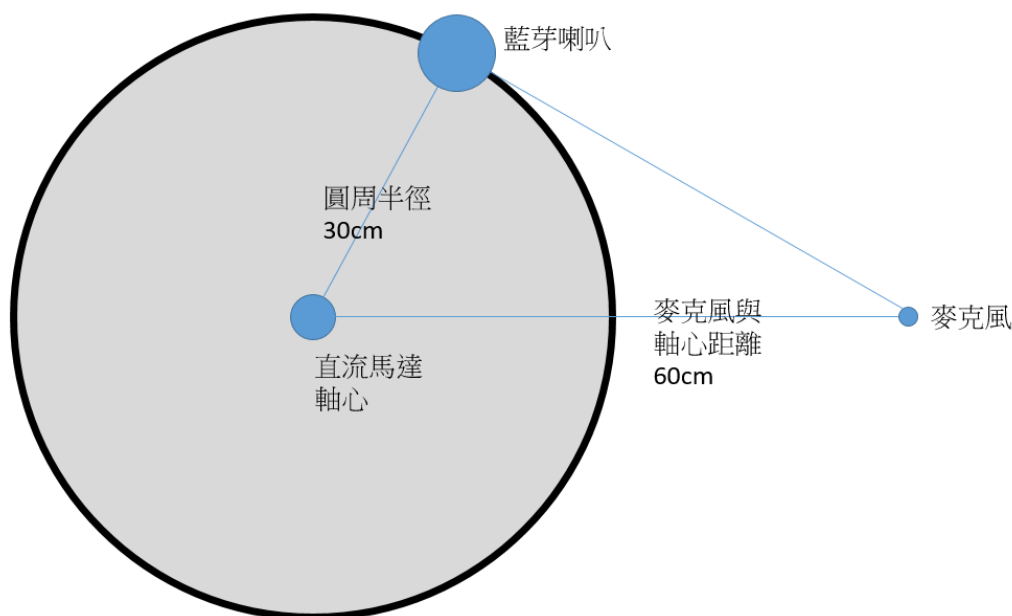 藍芽喇叭
圓周半徑
30cm
麥克風與
軸心距離
60cm
麥克風
直流馬達
軸心